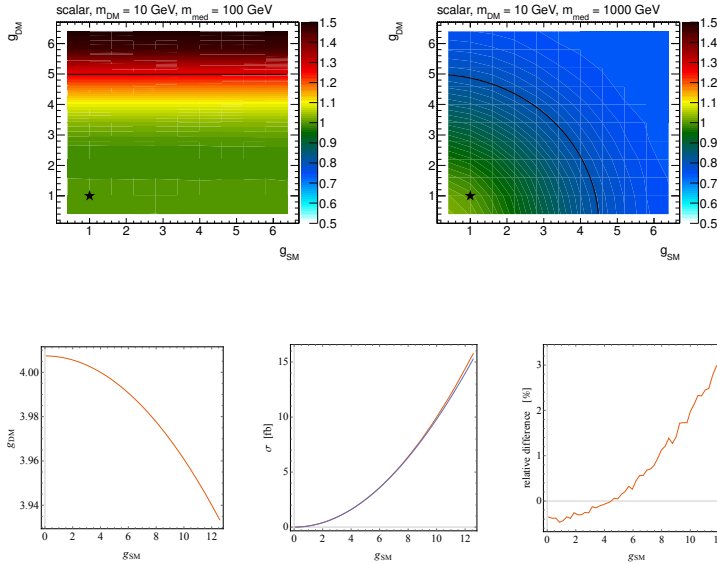 scalar, m_DM = 10 GeV, m_med = 100 GeV
g_DM
6
5
4
3
2
1
1 2 3 4 5 6
g_SM
1.5
1.4
1.3
1.2
1.1
1
0.9
0.8
0.7
0.6
0.5
scalar, m_DM = 10 GeV, m_med = 1000 GeV
g_DM
6
5
4
3
2
1
1 2 3 4 5 6
g_SM
1.5
1.4
1.3
1.2
1.1
1
0.9
0.8
0.7
0.6
0.5
g_DM
4.00
3.98
3.96
3.94
0 2 4 6 8 10 12
g_SM
σ [fb]
15
10
5
0
0 2 4 6 8 10 12
g_SM
relative difference [%]
3
2
1
0
0 2 4 6 8 10 12
g_SM